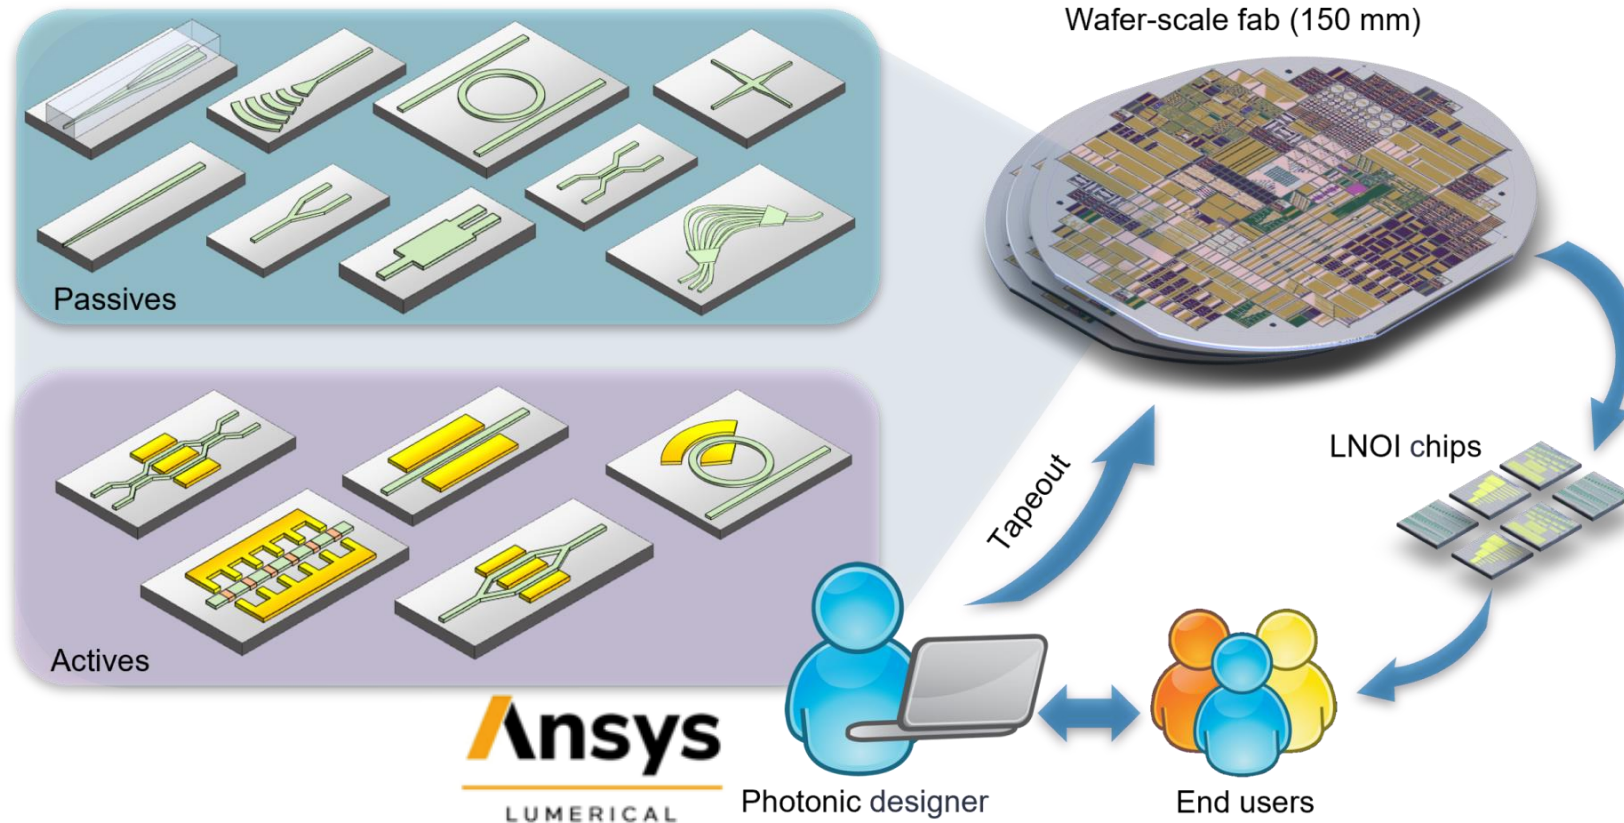 Wafer-scale fab (150 mm)
Passives
LNOI chips
Tapeout
Actives
Ansys
LUMERICAL
Photonic designer
End users